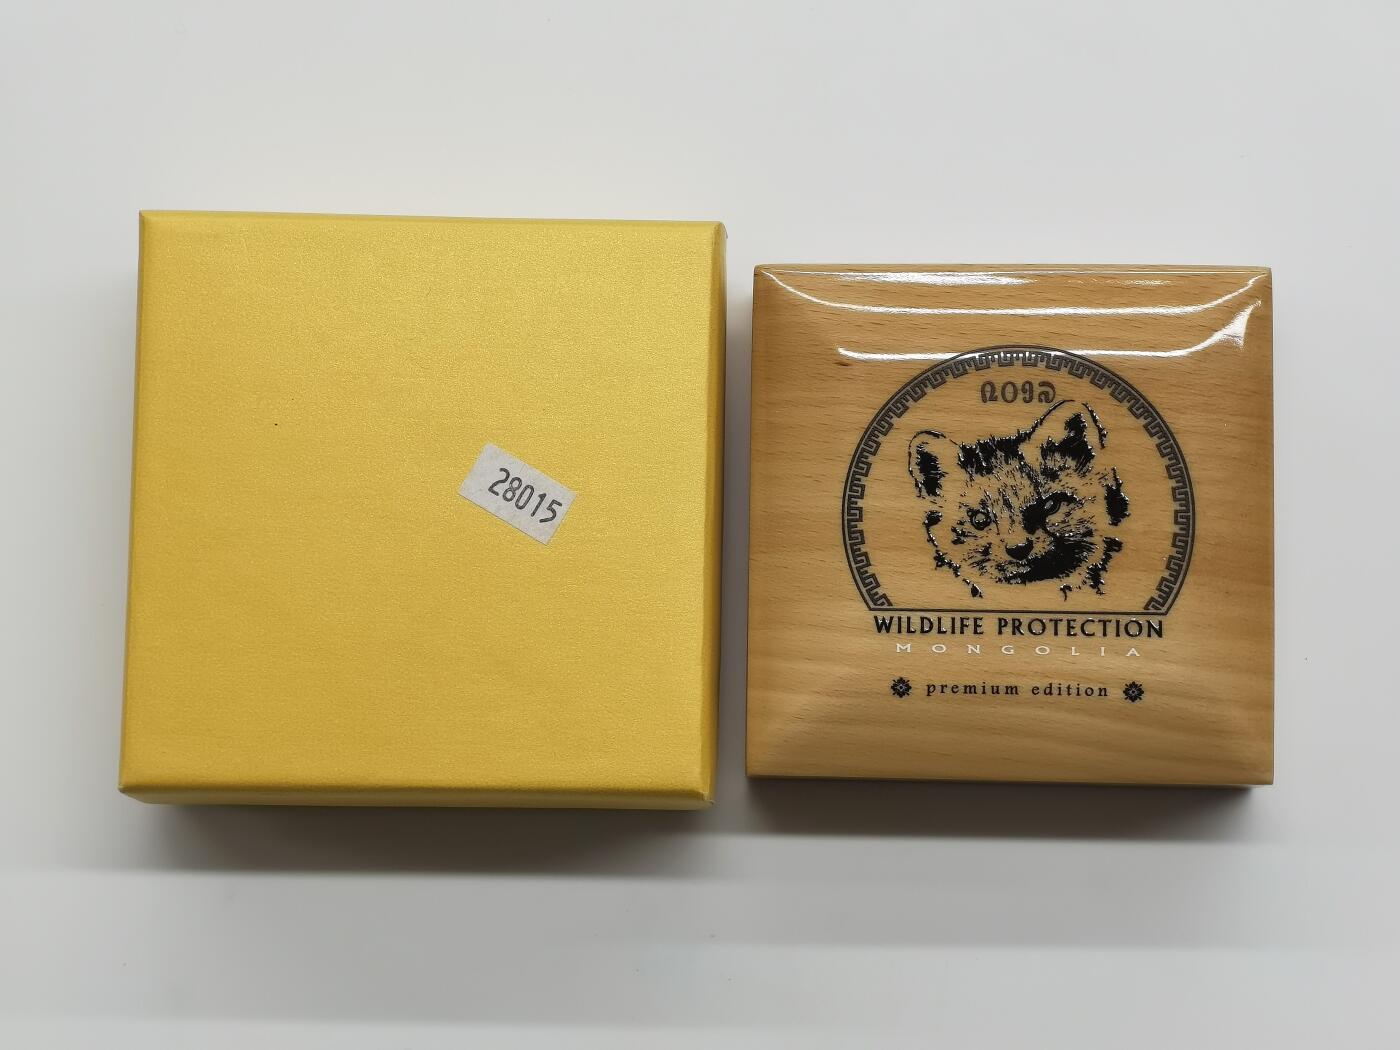 28015
WILDLIFE PROTECTION
MONGOLIA
premium edition